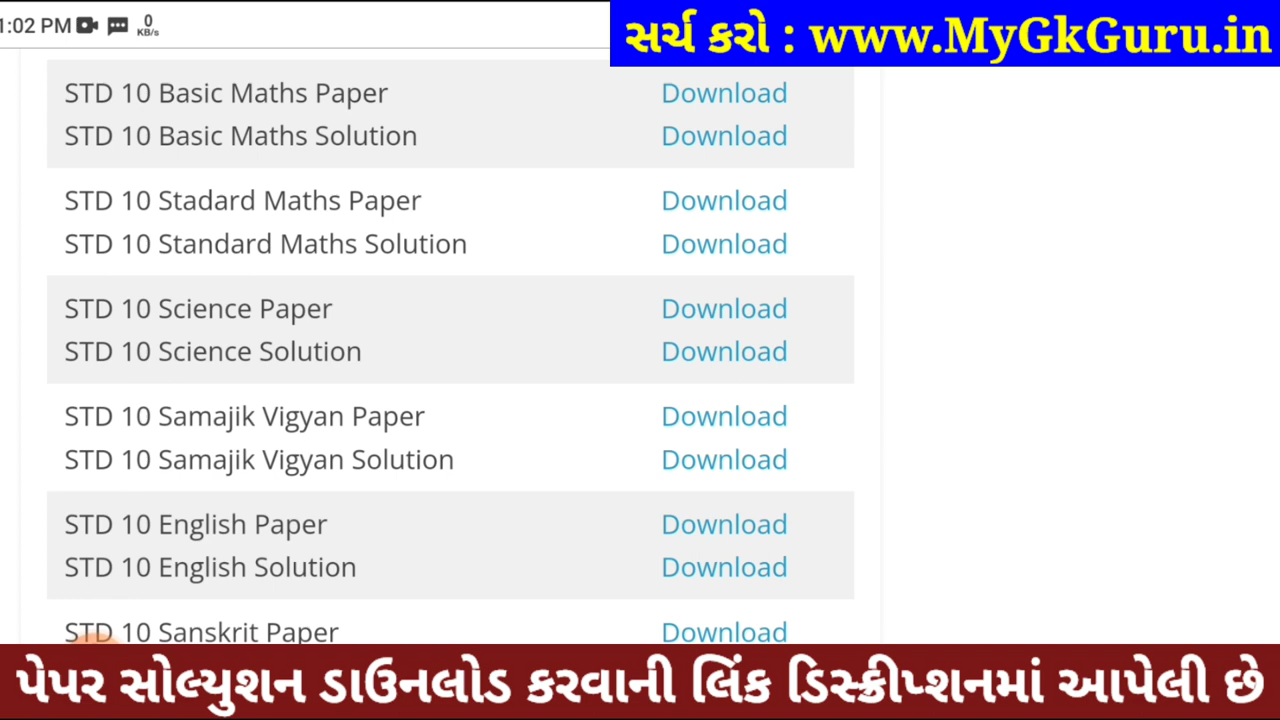 1:02 PM 0 KB/s
સર્ચ કરો : www.MyGkGuru.in
STD 10 Basic Maths Paper Download
STD 10 Basic Maths Solution Download
STD 10 Stadard Maths Paper Download
STD 10 Standard Maths Solution Download
STD 10 Science Paper Download
STD 10 Science Solution Download
STD 10 Samajik Vigyan Paper Download
STD 10 Samajik Vigyan Solution Download
STD 10 English Paper Download
STD 10 English Solution Download
STD 10 Sanskrit Paper Download
પેપર સોલ્યુશન ડાઉનલોડ કરવાની લિંક ડિસ્ક્રીપ્શનમાં આપેલી છે